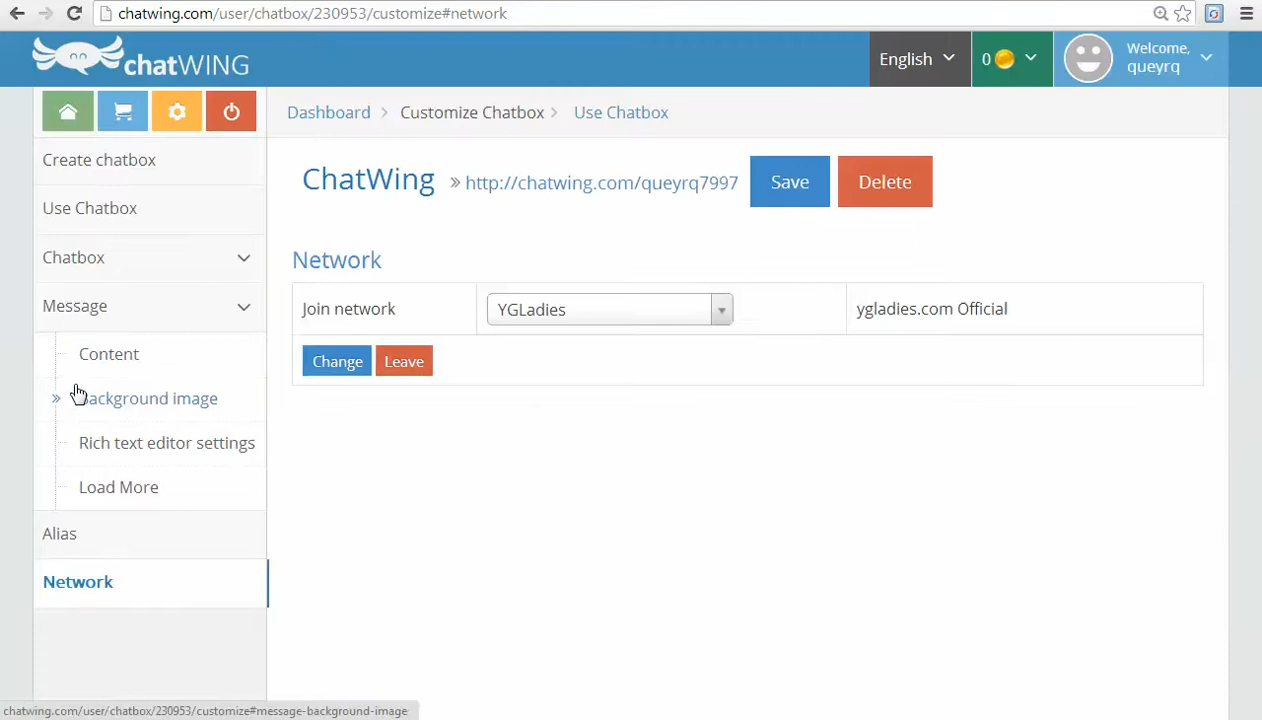 chatwing.com/user/chatbox/230953/customize#network
chatWING
English
0
Welcome,
queyrq
Dashboard > Customize Chatbox > Use Chatbox
Create chatbox
Use Chatbox
Chatbox
Message
Content
ackground image
Rich text editor settings
Load More
Alias
Network
ChatWing » http://chatwing.com/queyrq7997 Save Delete
Network
Join network YGLadies ygladies.com Official
Change Leave
chatwing.com/user/chatbox/230953/customize#message-background-image